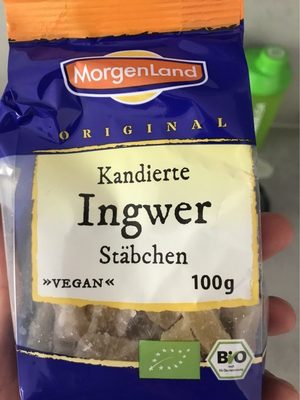 MorgenLand
ORIGINAL
Kandierte
Ingwer
Stäbchen
»VEGAN« 100g
BIO